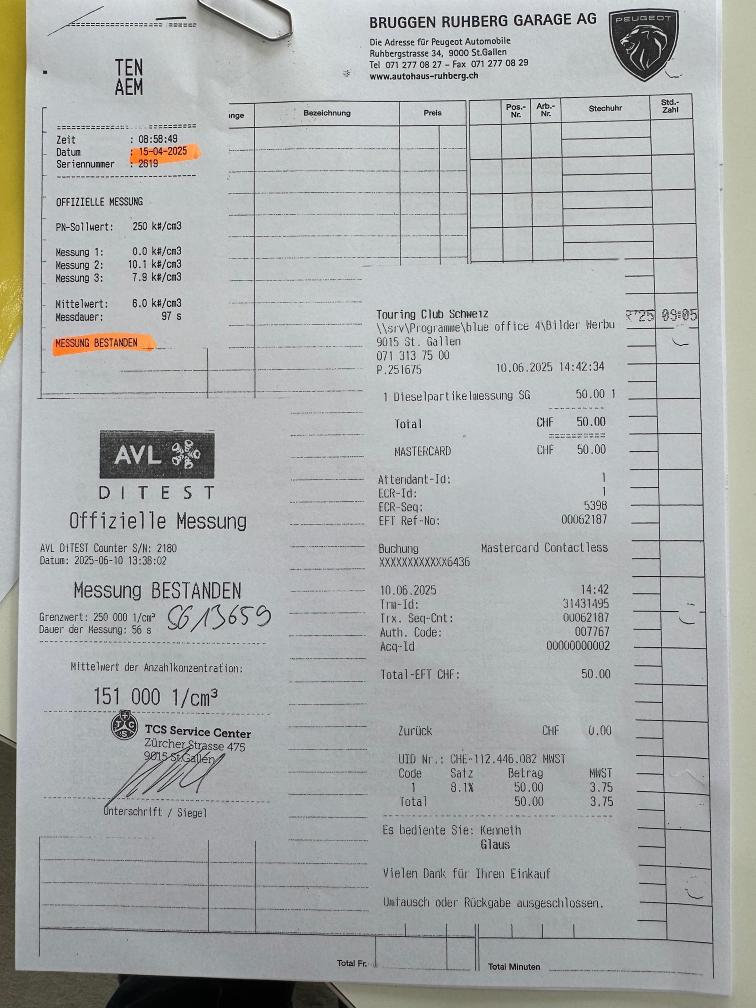 BRUGGEN RUHBERG GARAGE AG
Die Adresse für Peugeot Automobile
Ruhbergstrasse 34, 9000 St.Gallen
Tel 071 277 08 27 – Fax 071 277 08 29
www.autohaus-ruhberg.ch
PEUGEOT
TEN
AEM
nge Bezeichnung Preis Pos.-Nr. Arb.-Nr. Stechuhr Std.-Zahl
Zeit : 08:58:49
Datum : 15-04-2025
Seriennummer : 2619
OFFIZIELLE MESSUNG
PN-Sollwert: 250 k#/cm3
Messung 1: 0.0 k#/cm3
Messung 2: 10.1 k#/cm3
Messung 3: 7.9 k#/cm3
Mittelwert: 6.0 k#/cm3
Messdauer: 97 s
MESSUNG BESTANDEN
AVL
DITEST
Offizielle Messung
AVL DiTEST Counter S/N: 2180
Datum: 2025-06-10 13:36:02
Messung BESTANDEN
Grenzwert: 250 000 1/cm³
SG 13659
Dauer der Messung: 56 s
Mittelwert der Anzahlkonzentration:
151 000 1/cm³
TCS
TCS Service Center
Zürcher Strasse 475
9015 St.Gallen
Unterschrift / Siegel
Touring Club Schweiz
\\srv\Programme\blue office 4\Bilder Werbu
9015 St. Gallen
071 313 75 00
P.251675 10.06.2025 14:42:34
1 Dieselpartikelmessung SG 50.00 1
Total CHF 50.00
MASTERCARD CHF 50.00
Attendant-Id: 1
ECR-Id: 1
ECR-Seq: 5398
EFT Ref-No: 00062187
Buchung Mastercard Contactless
XXXXXXXXXXXX6436
10.06.2025 14:42
Trm-Id: 31431495
Trx. Seq-Cnt: 00062187
Auth. Code: 007767
Acq-Id 00000000002
Total-EFT CHF: 50.00
Zurück CHF 0.00
UID Nr.: CHE-112.446.082 MWST
Code Satz Betrag MWST
1 8.1% 50.00 3.75
Total 50.00 3.75
Es bediente Sie: Kenneth
Glaus
Vielen Dank für Ihren Einkauf
Umtausch oder Rückgabe ausgeschlossen.
25 09:05
Total Fr. Total Minuten